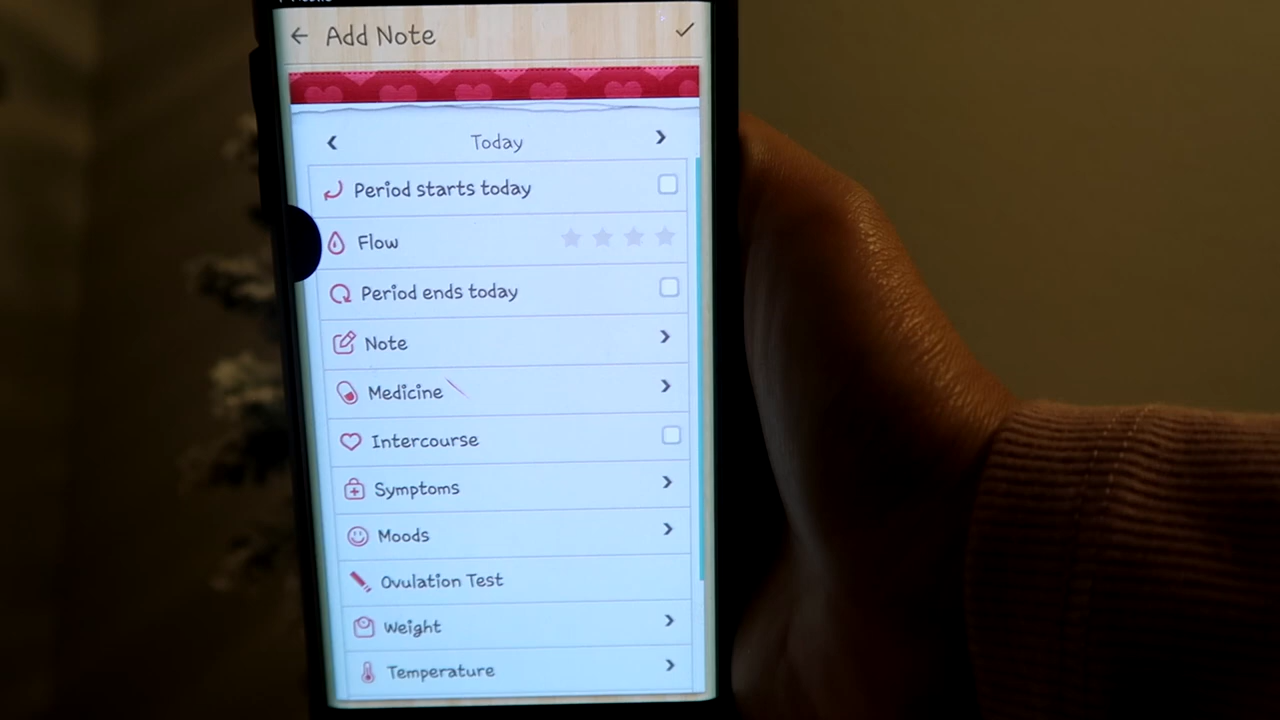 Add Note
Today
Period starts today
Flow
Period ends today
Note
Medicine
Intercourse
Symptoms
Moods
Ovulation Test
Weight
Temperature